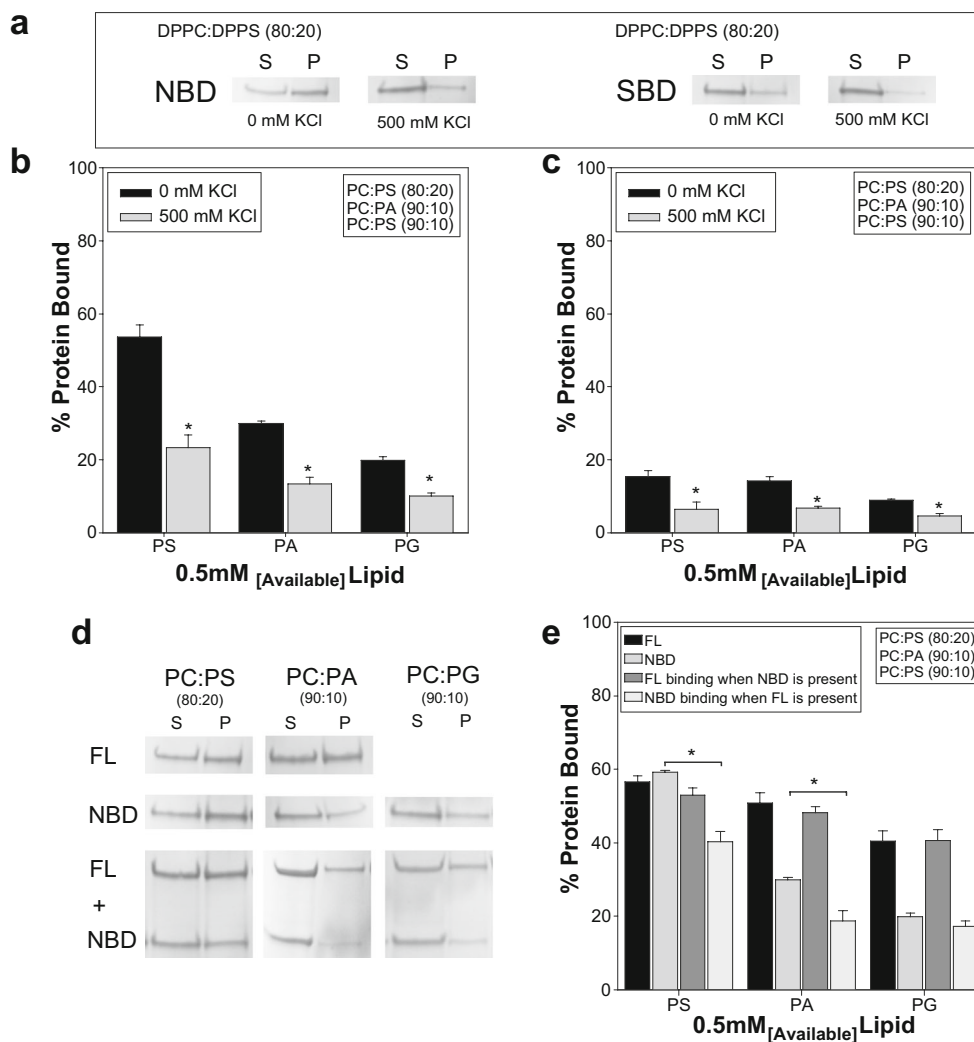 a
DPPC:DPPS (80:20)
DPPC:DPPS (80:20)
S P S P
S P S P
NBD
SBD
0 mM KCl
500 mM KCl
0 mM KCl
500 mM KCl
b
% Protein Bound
100
80
60
40
20
0
0 mM KCl
500 mM KCl
PC:PS (80:20)
PC:PA (90:10)
PC:PS (90:10)
*
*
*
PS
PA
PG
0.5mM [Available] Lipid
c
% Protein Bound
100
80
60
40
20
0
0 mM KCl
500 mM KCl
PC:PS (80:20)
PC:PA (90:10)
PC:PS (90:10)
*
*
*
PS
PA
PG
0.5mM [Available] Lipid
d
PC:PS
(80:20)
S P
PC:PA
(90:10)
S P
PC:PG
(90:10)
S P
FL
NBD
FL
+
NBD
e
% Protein Bound
100
80
60
40
20
0
FL
NBD
FL binding when NBD is present
NBD binding when FL is present
PC:PS (80:20)
PC:PA (90:10)
PC:PS (90:10)
*
*
PS
PA
PG
0.5mM [Available] Lipid